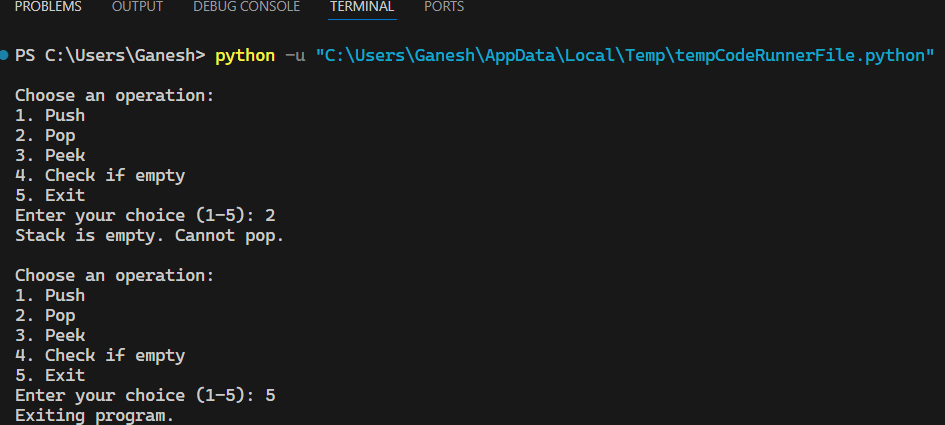 PROBLEMS OUTPUT DEBUG CONSOLE TERMINAL PORTS
PS C:\Users\Ganesh> python -u "C:\Users\Ganesh\AppData\Local\Temp\tempCodeRunnerFile.python"
Choose an operation:
1. Push
2. Pop
3. Peek
4. Check if empty
5. Exit
Enter your choice (1-5): 2
Stack is empty. Cannot pop.
Choose an operation:
1. Push
2. Pop
3. Peek
4. Check if empty
5. Exit
Enter your choice (1-5): 5
Exiting program.